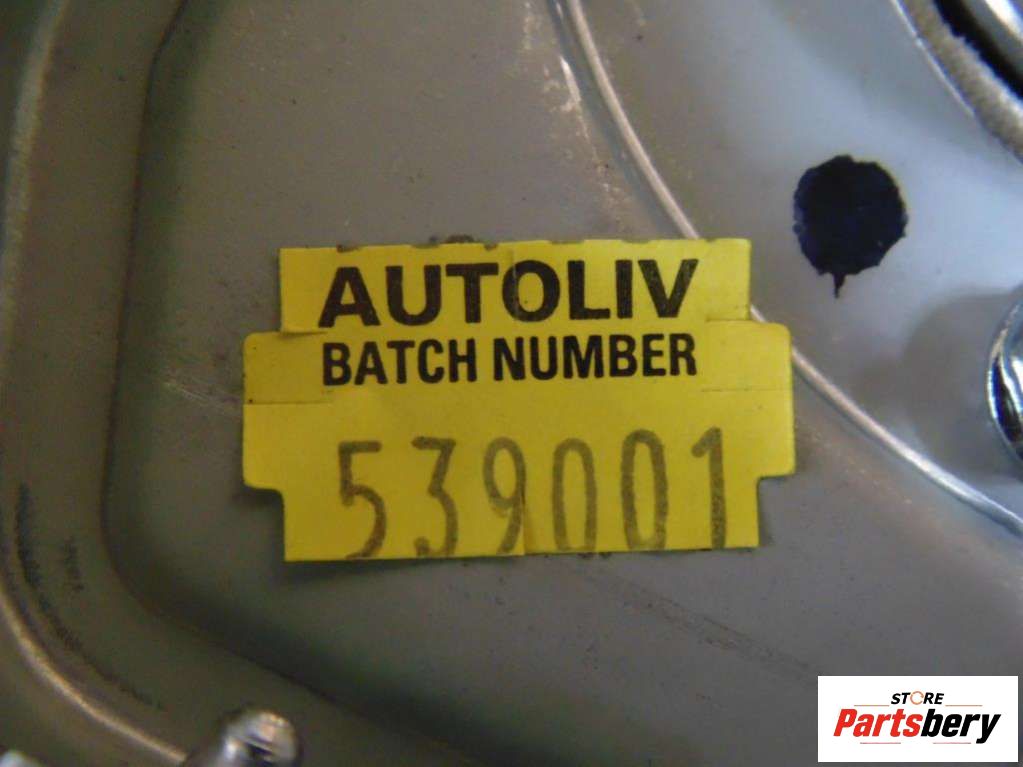 AUTOLIV
BATCH NUMBER
539001
STORE
Partsbery